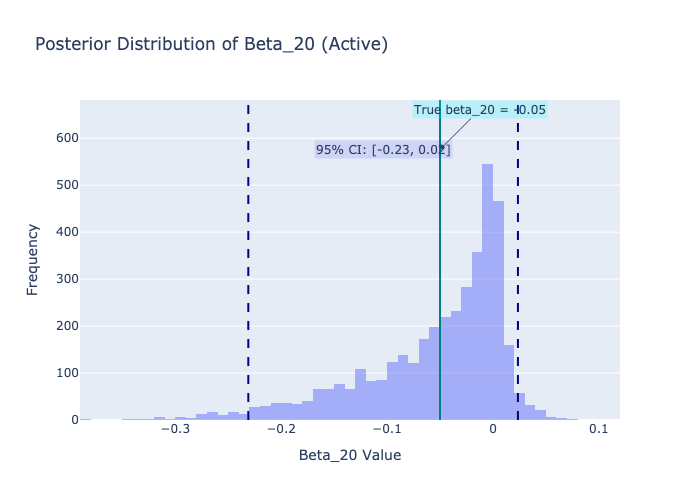 Posterior Distribution of Beta_20 (Active)
True beta_20 = -0.05
95% CI: [-0.23, 0.02]
Frequency
600
500
400
300
200
100
0
−0.3
−0.2
−0.1
0
0.1
Beta_20 Value